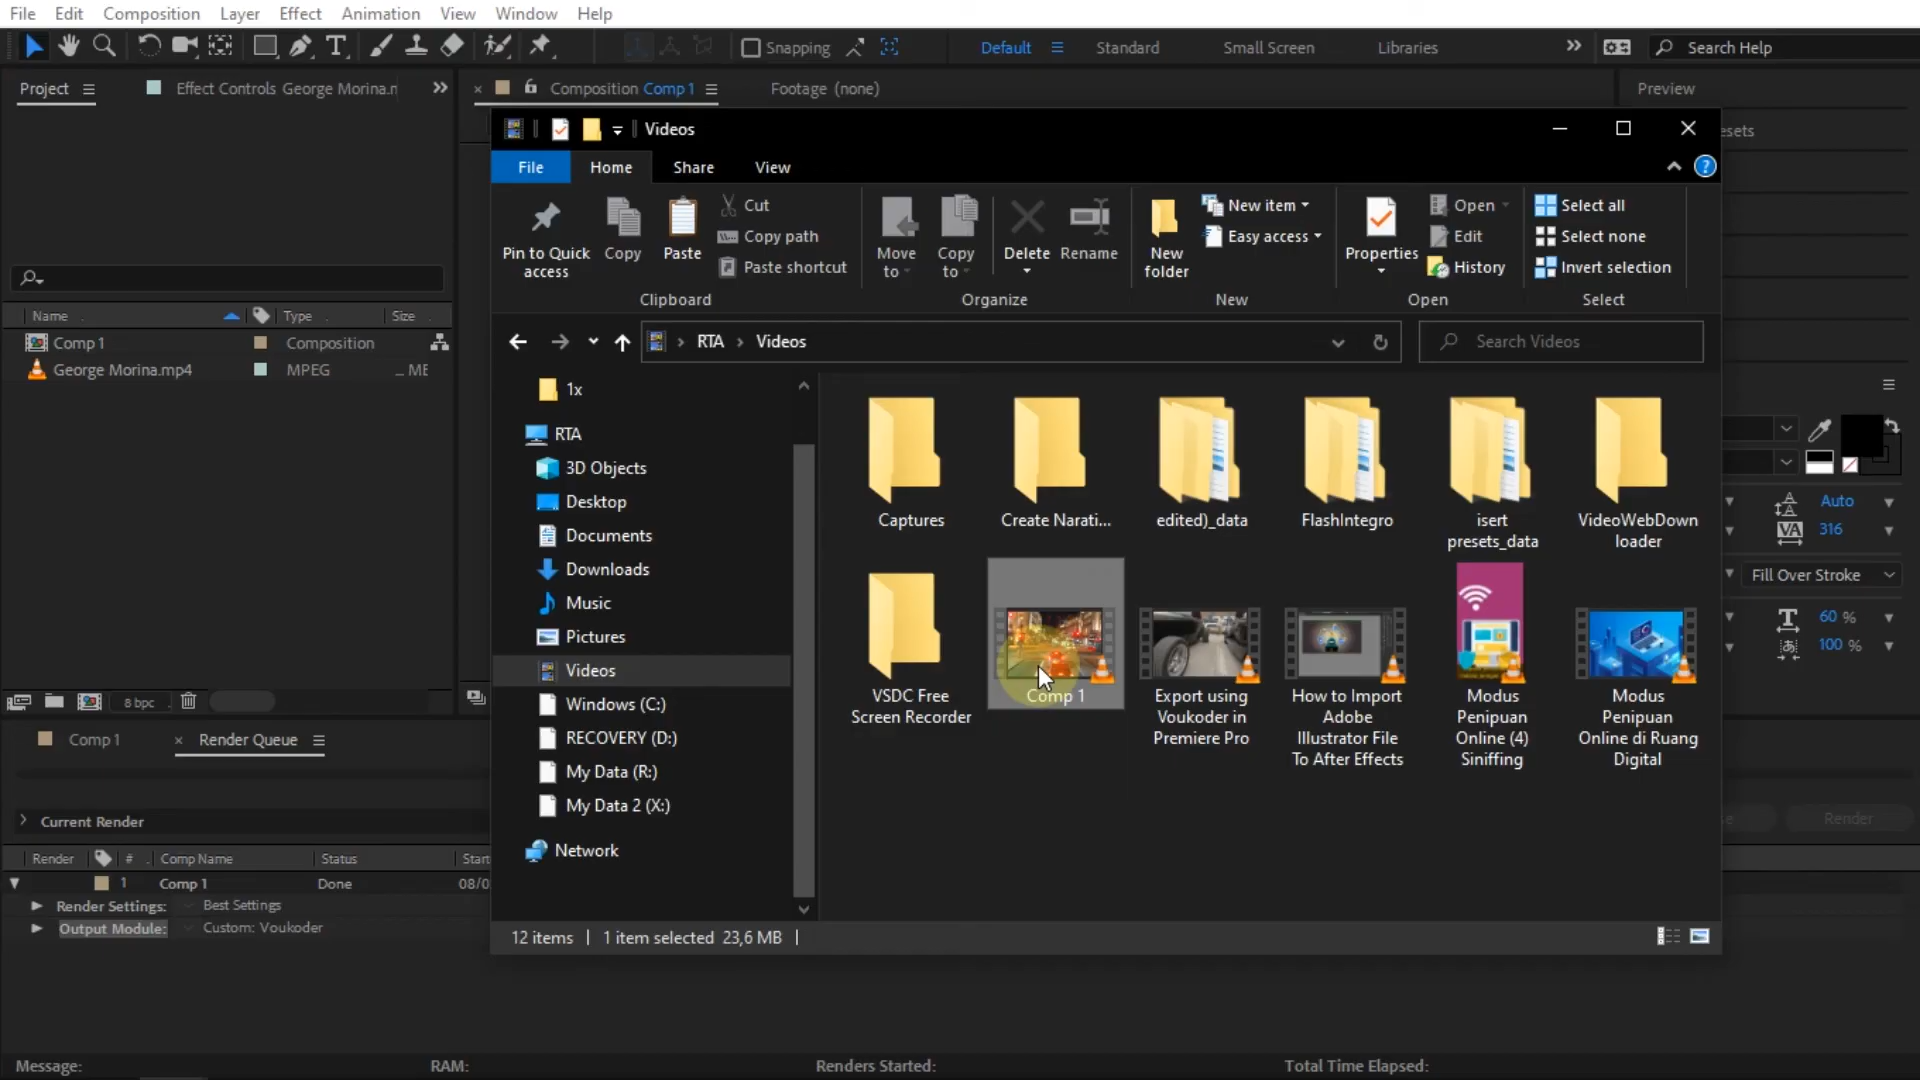 File Edit Composition Layer Effect Animation View Window Help
Snapping Default Standard Small Screen Libraries Search Help
Project Effect Controls George Morina.m Composition Comp 1 Footage (none) Preview
Videos
File Home Share View
Pin to Quick access
Copy
Paste
Cut
Copy path
Paste shortcut
Clipboard
Move to
Copy to
Delete
Rename
Organize
New folder
New item
Easy access
New
Properties
Open
Edit
History
Open
Select all
Select none
Invert selection
Select
RTA Videos
Search Videos
Name Type Size
Comp 1 Composition
George Morina.mp4 MPEG ... ME
8 bpc
1x
RTA
3D Objects
Desktop
Documents
Downloads
Music
Pictures
Videos
Windows (C:)
RECOVERY (D:)
My Data (R:)
My Data 2 (X:)
Network
Captures
Create Narati...
edited)_data
FlashIntegro
isert
presets_data
VideoWebDown
loader
VSDC Free
Screen Recorder
Comp 1
Export using
Voukoder in
Premiere Pro
How to Import
Adobe
Illustrator File
To After Effects
Modus
Penipuan
Online (4)
Siniffing
Modus
Penipuan
Online di Ruang
Digital
12 items 1 item selected 23,6 MB
esets
Auto
316
Fill Over Stroke
60 %
100 %
Render
Comp 1 Render Queue
Current Render
Render # Comp Name Status Start
1 Comp 1 Done 08/0
Render Settings: Best Settings
Output Module: Custom: Voukoder
Message: RAM: Renders Started: Total Time Elapsed: